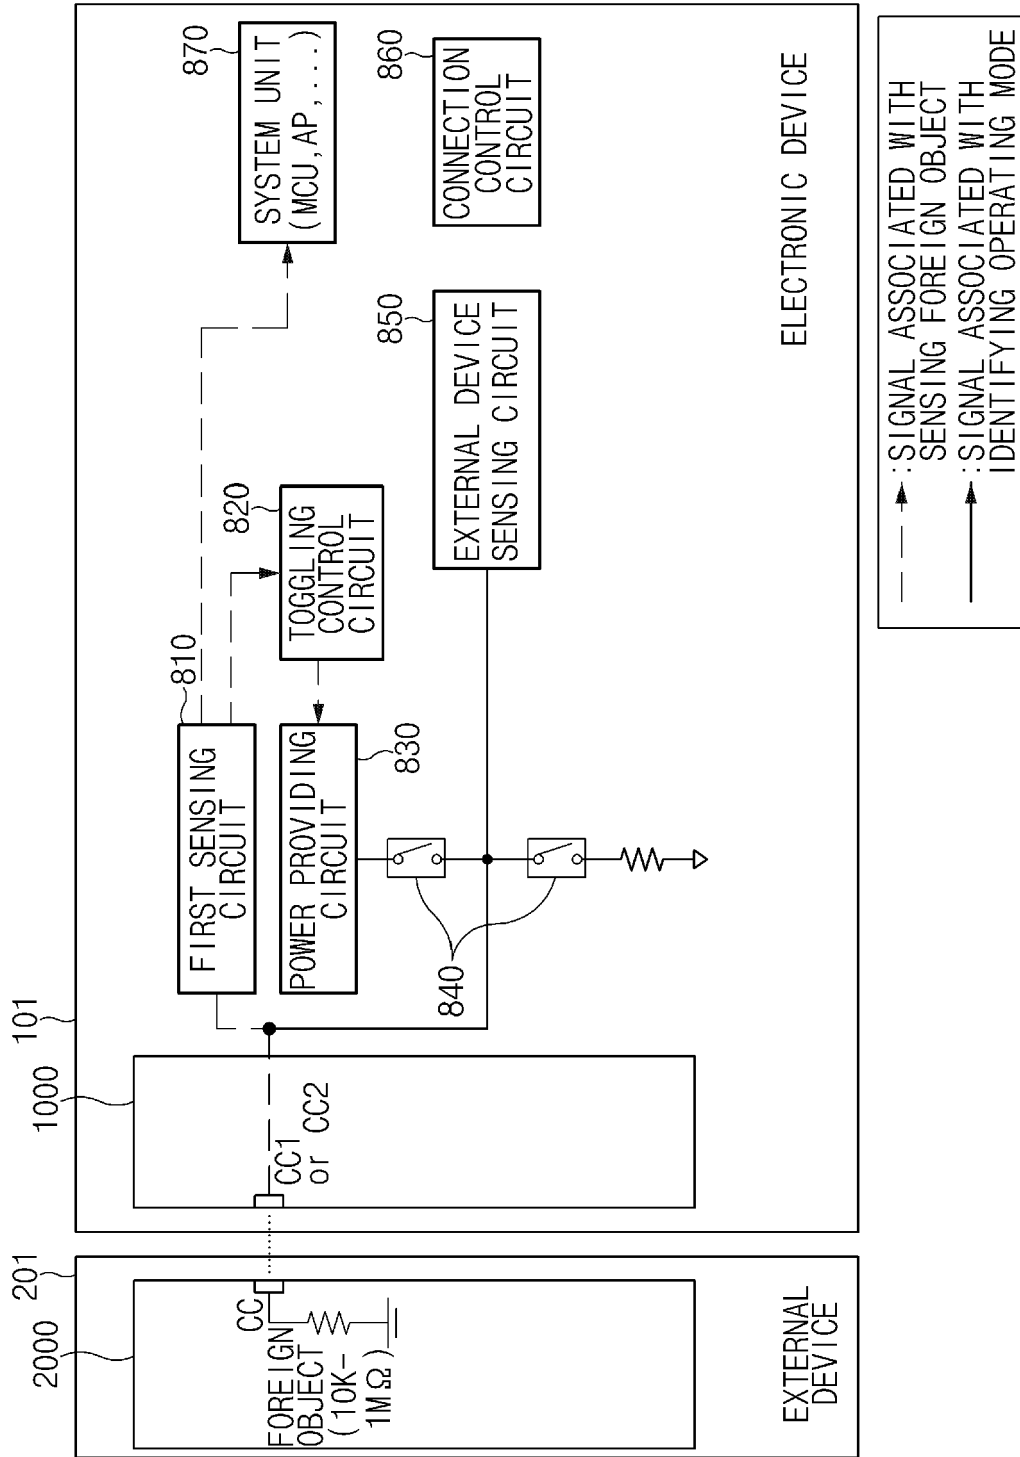 2000
201
CC
FOREIGN
OBJECT
(10K-
1MΩ)
EXTERNAL
DEVICE
1000
101
CC1
or CC2
FIRST SENSING
CIRCUIT
810
POWER PROVIDING
CIRCUIT
830
840
TOGGLING
CONTROL
CIRCUIT
820
EXTERNAL DEVICE
SENSING CIRCUIT
850
SYSTEM UNIT
(MCU,AP,...)
870
CONNECTION
CONTROL
CIRCUIT
860
ELECTRONIC DEVICE
:SIGNAL ASSOCIATED WITH
SENSING FOREIGN OBJECT
:SIGNAL ASSOCIATED WITH
IDENTIFYING OPERATING MODE